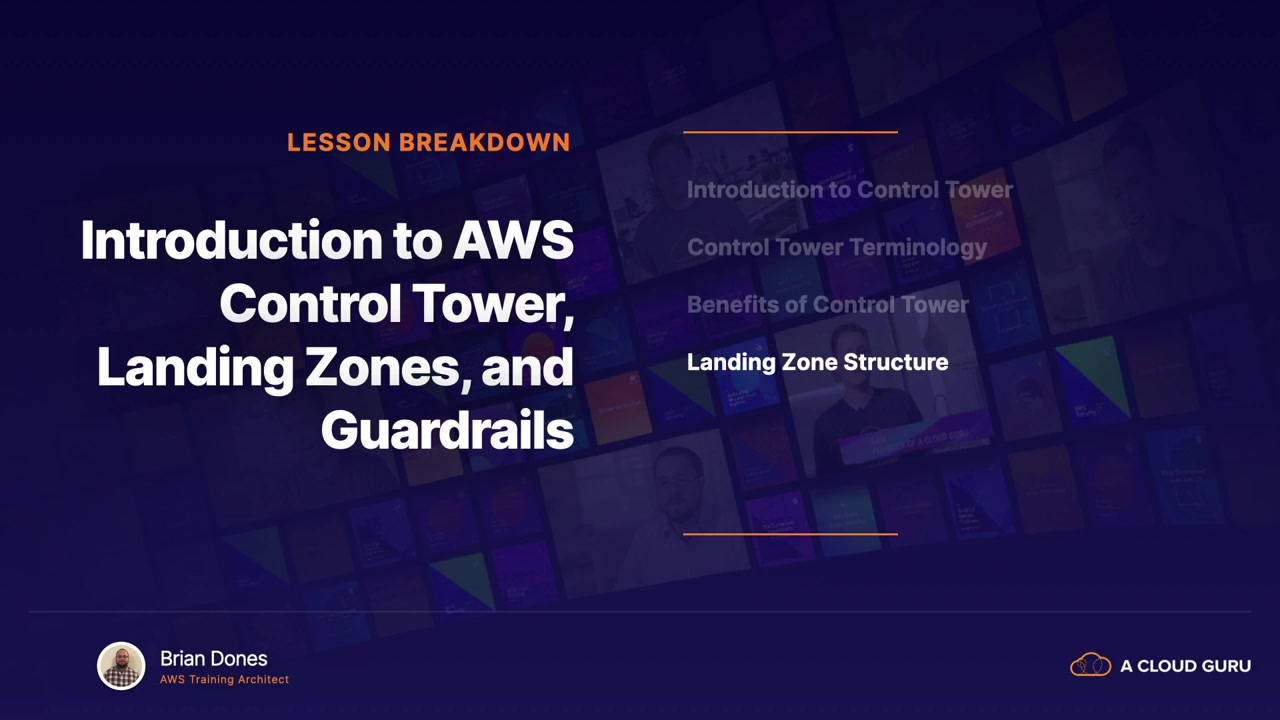 LESSON BREAKDOWN
Introduction to AWS
Control Tower,
Landing Zones, and
Guardrails
Introduction to Control Tower
Control Tower Terminology
Benefits of Control Tower
Landing Zone Structure
Brian Dones
AWS Training Architect
A CLOUD GURU